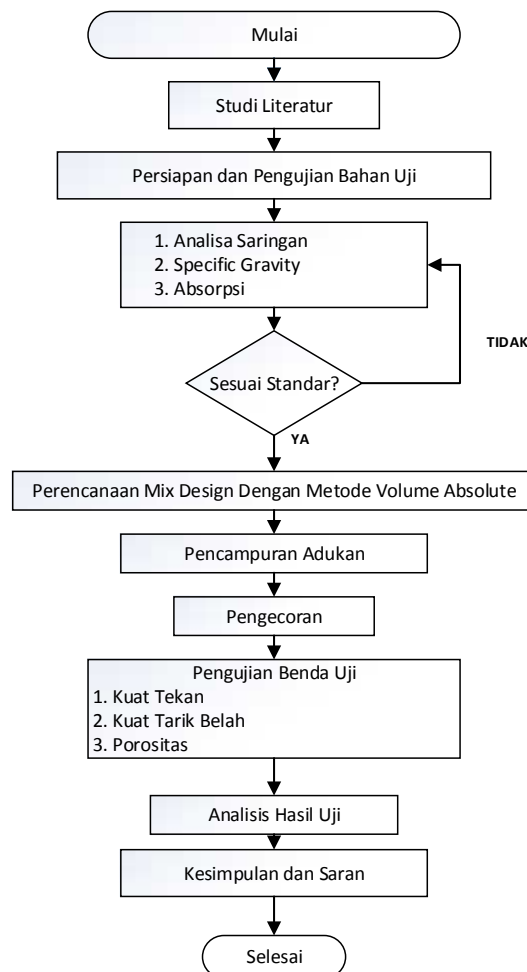 Mulai
Studi Literatur
Persiapan dan Pengujian Bahan Uji
1. Analisa Saringan
2. Specific Gravity
3. Absorpsi
TIDAK
Sesuai Standar?
YA
Perencanaan Mix Design Dengan Metode Volume Absolute
Pencampuran Adukan
Pengecoran
Pengujian Benda Uji
1. Kuat Tekan
2. Kuat Tarik Belah
3. Porositas
Analisis Hasil Uji
Kesimpulan dan Saran
Selesai